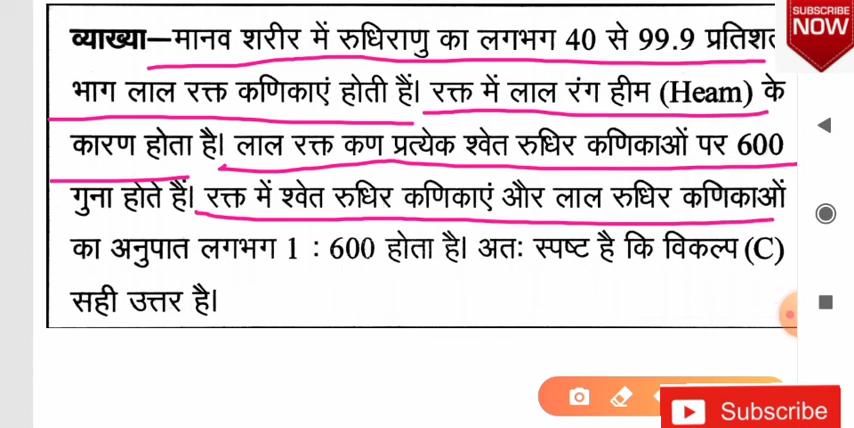 SUBSCRIBE
NOW
व्याख्या—मानव शरीर में रुधिराणु का लगभग 40 से 99.9 प्रतिशत
भाग लाल रक्त कणिकाएं होती हैं। रक्त में लाल रंग हीम (Heam) के
कारण होता है। लाल रक्त कण प्रत्येक श्वेत रुधिर कणिकाओं पर 600
गुना होते हैं। रक्त में श्वेत रुधिर कणिकाएं और लाल रुधिर कणिकाओं
का अनुपात लगभग 1 : 600 होता है। अतः स्पष्ट है कि विकल्प (C)
सही उत्तर है।
Subscribe